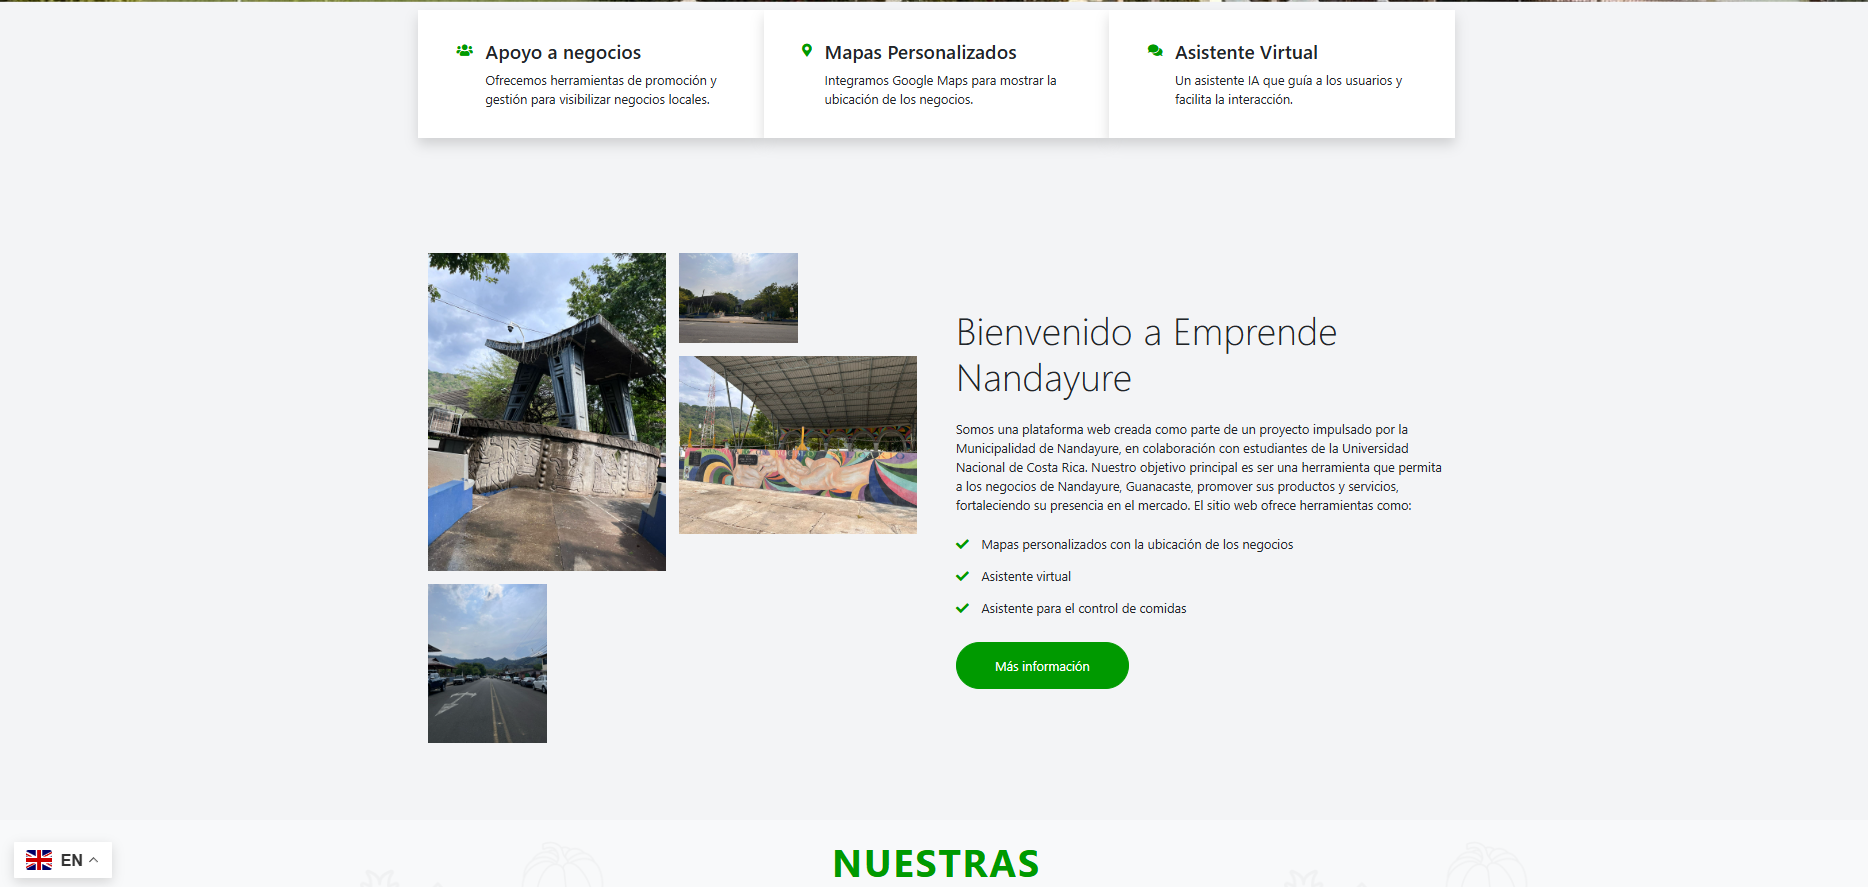 Apoyo a negocios
Ofrecemos herramientas de promoción y
gestión para visibilizar negocios locales.
Mapas Personalizados
Integramos Google Maps para mostrar la
ubicación de los negocios.
Asistente Virtual
Un asistente IA que guía a los usuarios y
facilita la interacción.
Bienvenido a Emprende
Nandayure
Somos una plataforma web creada como parte de un proyecto impulsado por la
Municipalidad de Nandayure, en colaboración con estudiantes de la Universidad
Nacional de Costa Rica. Nuestro objetivo principal es ser una herramienta que permita
a los negocios de Nandayure, Guanacaste, promover sus productos y servicios,
fortaleciendo su presencia en el mercado. El sitio web ofrece herramientas como:
Mapas personalizados con la ubicación de los negocios
Asistente virtual
Asistente para el control de comidas
Más información
NUESTRAS
EN